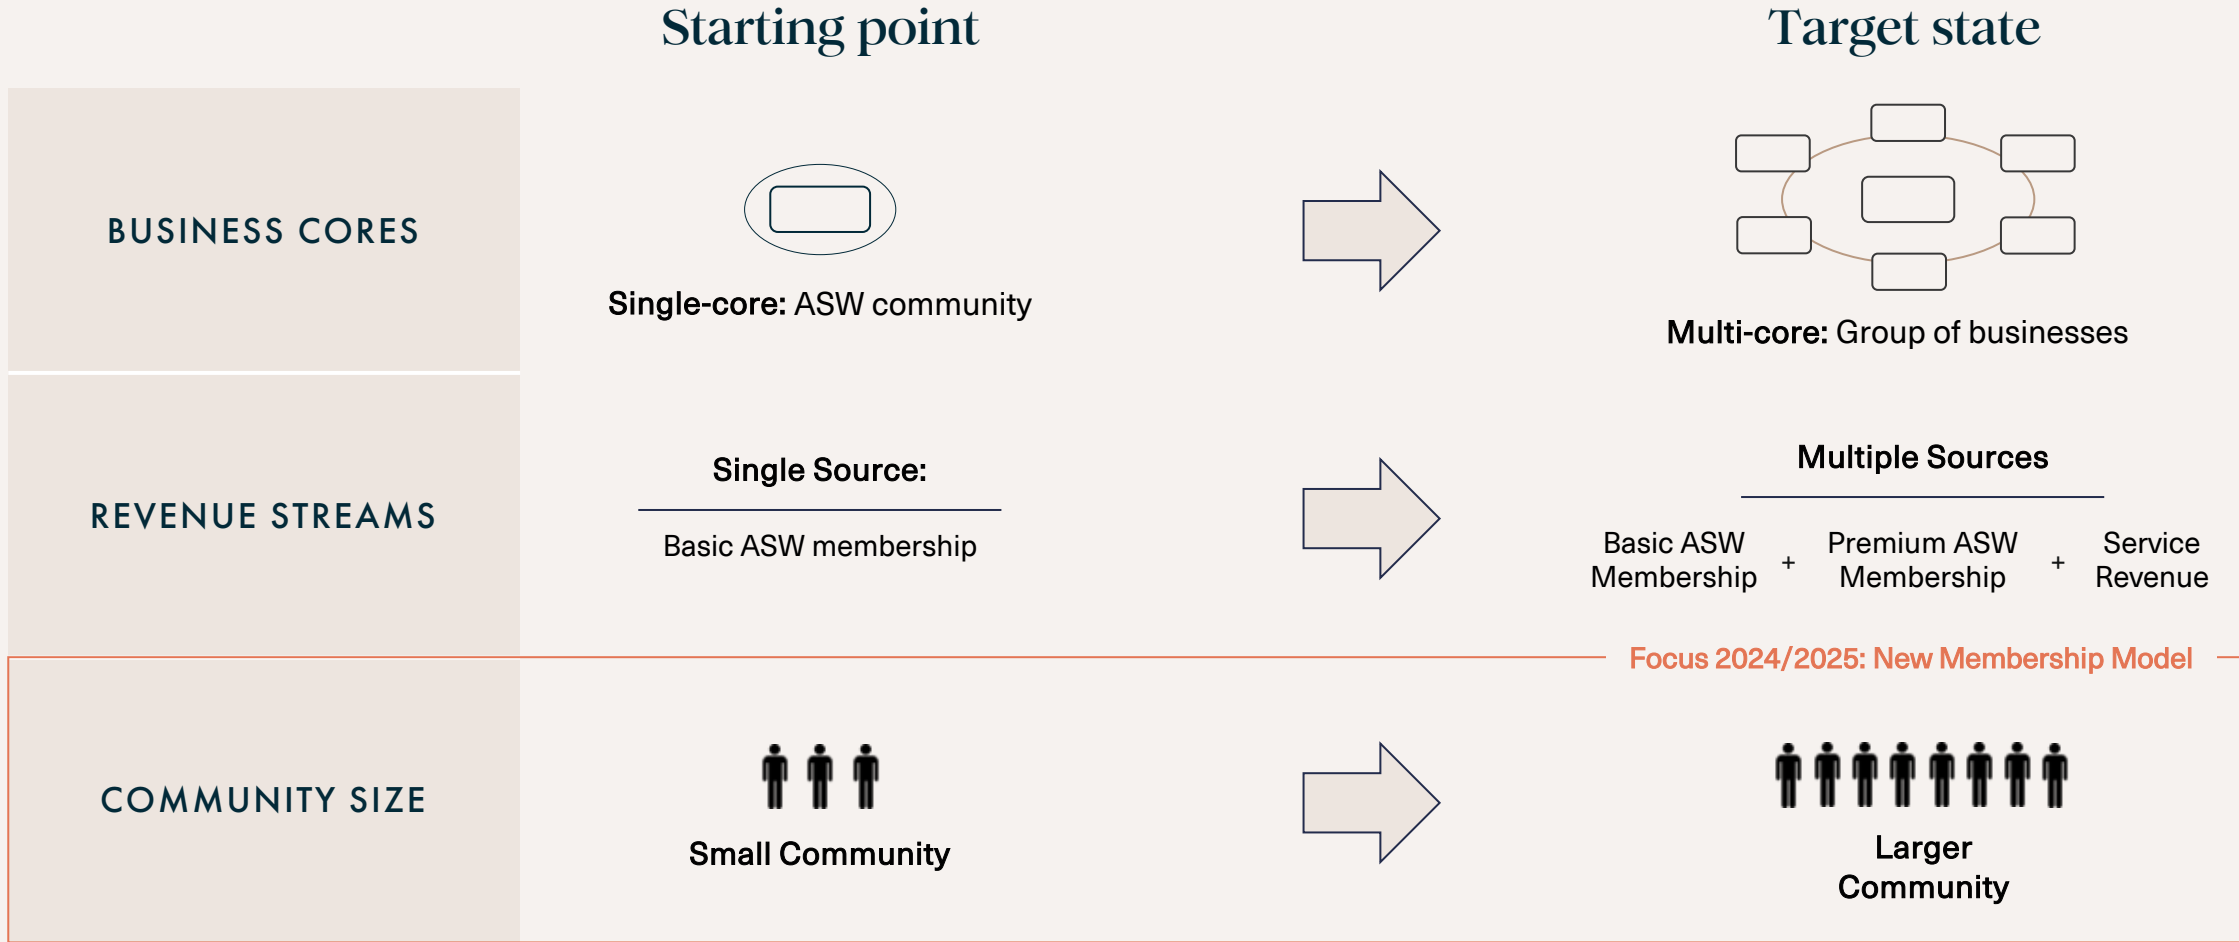 Starting point
Target state
BUSINESS CORES
Single-core: ASW community
Multi-core: Group of businesses
REVENUE STREAMS
Single Source:
Basic ASW membership
Multiple Sources
Basic ASW
Membership
+
Premium ASW
Membership
+
Service
Revenue
Focus 2024/2025: New Membership Model
COMMUNITY SIZE
Small Community
Larger
Community